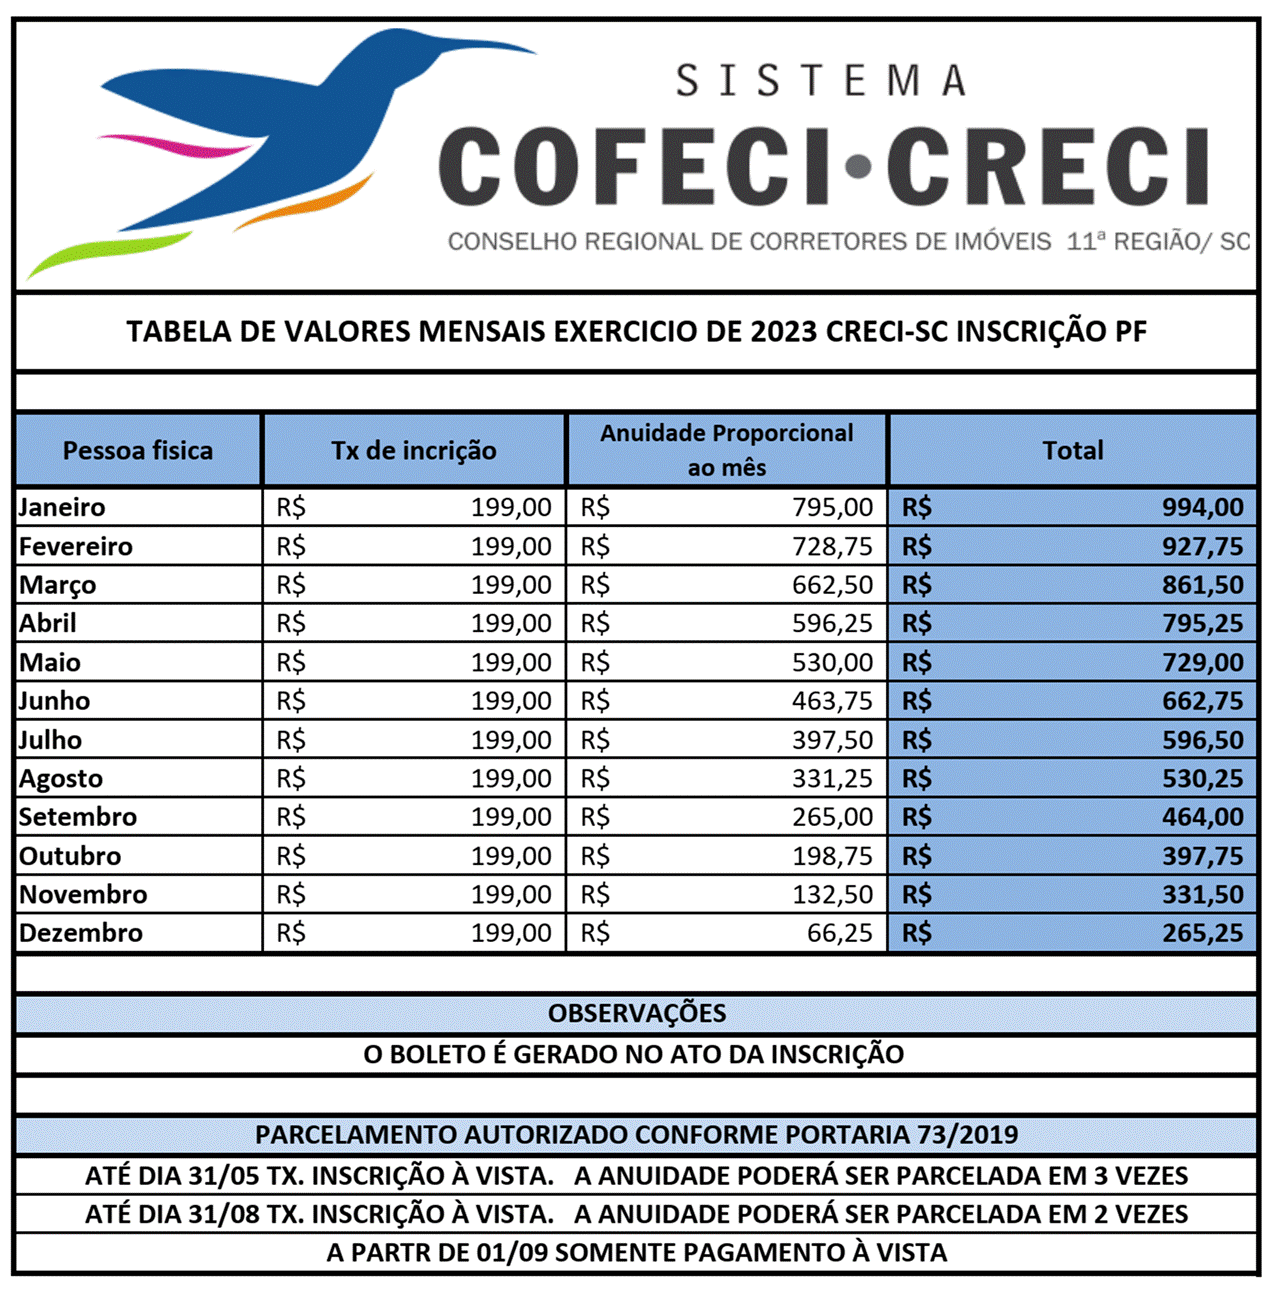 SISTEMA
COFECI•CRECI
CONSELHO REGIONAL DE CORRETORES DE IMÓVEIS 11ª REGIÃO/ SC
TABELA DE VALORES MENSAIS EXERCICIO DE 2023 CRECI-SC INSCRIÇÃO PF
Pessoa fisica Tx de incrição Anuidade Proporcional ao mês Total
Janeiro R$ 199,00 R$ 795,00 R$ 994,00
Fevereiro R$ 199,00 R$ 728,75 R$ 927,75
Março R$ 199,00 R$ 662,50 R$ 861,50
Abril R$ 199,00 R$ 596,25 R$ 795,25
Maio R$ 199,00 R$ 530,00 R$ 729,00
Junho R$ 199,00 R$ 463,75 R$ 662,75
Julho R$ 199,00 R$ 397,50 R$ 596,50
Agosto R$ 199,00 R$ 331,25 R$ 530,25
Setembro R$ 199,00 R$ 265,00 R$ 464,00
Outubro R$ 199,00 R$ 198,75 R$ 397,75
Novembro R$ 199,00 R$ 132,50 R$ 331,50
Dezembro R$ 199,00 R$ 66,25 R$ 265,25
OBSERVAÇÕES
O BOLETO É GERADO NO ATO DA INSCRIÇÃO
PARCELAMENTO AUTORIZADO CONFORME PORTARIA 73/2019
ATÉ DIA 31/05 TX. INSCRIÇÃO À VISTA. A ANUIDADE PODERÁ SER PARCELADA EM 3 VEZES
ATÉ DIA 31/08 TX. INSCRIÇÃO À VISTA. A ANUIDADE PODERÁ SER PARCELADA EM 2 VEZES
A PARTR DE 01/09 SOMENTE PAGAMENTO À VISTA